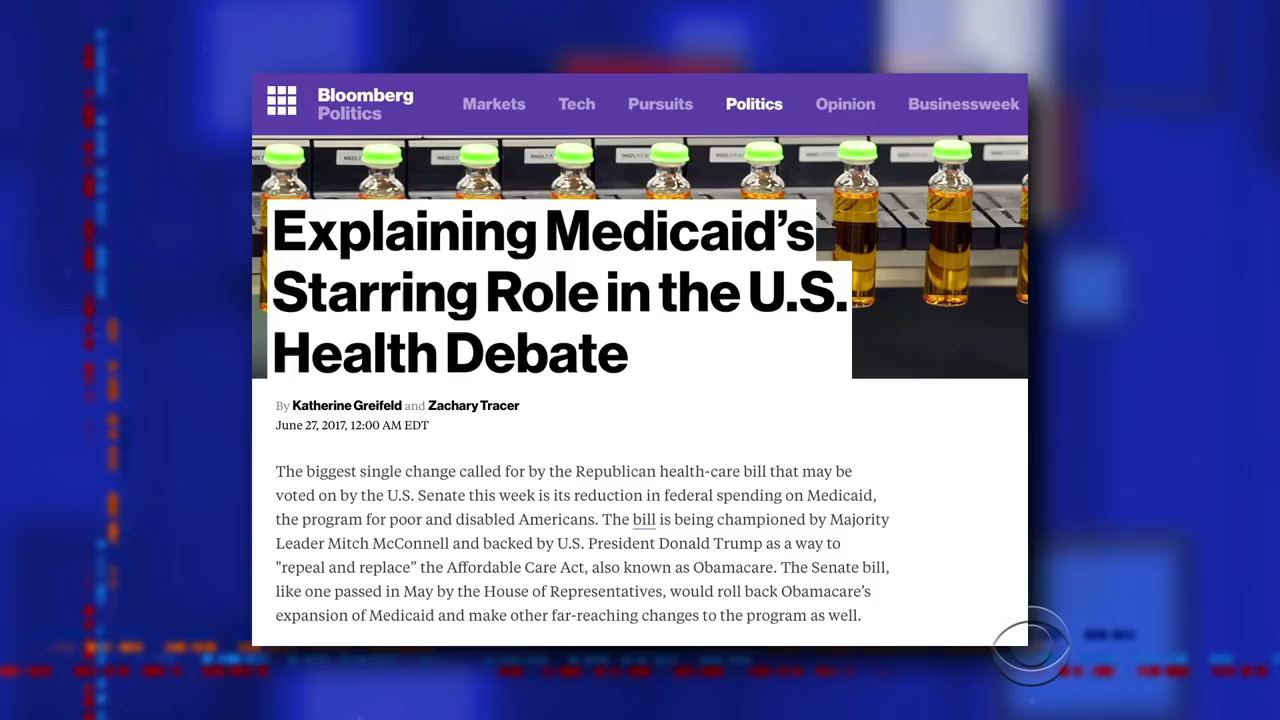 Bloomberg
Politics
Markets Tech Pursuits Politics Opinion Businessweek
Explaining Medicaid’s
Starring Role in the U.S.
Health Debate
By Katherine Greifeld and Zachary Tracer
June 27, 2017, 12:00 AM EDT
The biggest single change called for by the Republican health-care bill that may be
voted on by the U.S. Senate this week is its reduction in federal spending on Medicaid,
the program for poor and disabled Americans. The bill is being championed by Majority
Leader Mitch McConnell and backed by U.S. President Donald Trump as a way to
"repeal and replace” the Affordable Care Act, also known as Obamacare. The Senate bill,
like one passed in May by the House of Representatives, would roll back Obamacare’s
expansion of Medicaid and make other far-reaching changes to the program as well.